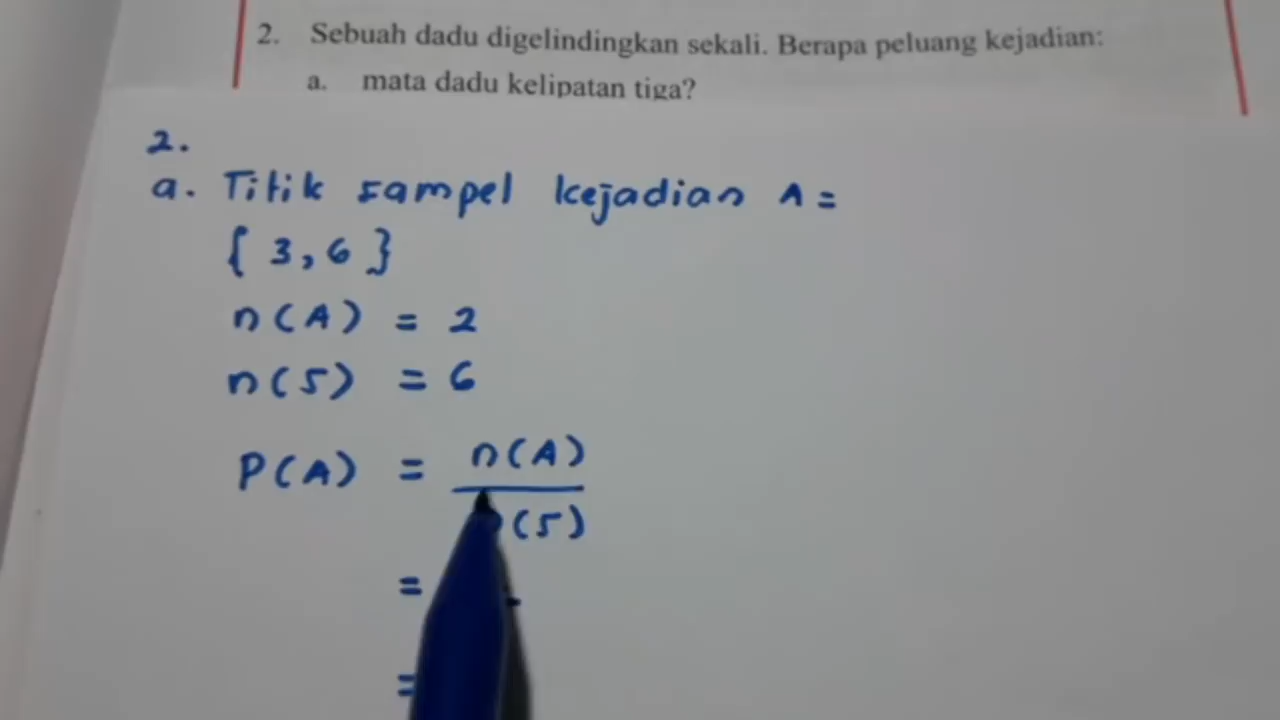 2. Sebuah dadu digelindingkan sekali. Berapa peluang kejadian:
a. mata dadu kelipatan tiga?
2.
a. Titik sampel kejadian A =
{ 3, 6 }
n(A) = 2
n(S) = 6
P(A) = n(A)
(S)
=
=